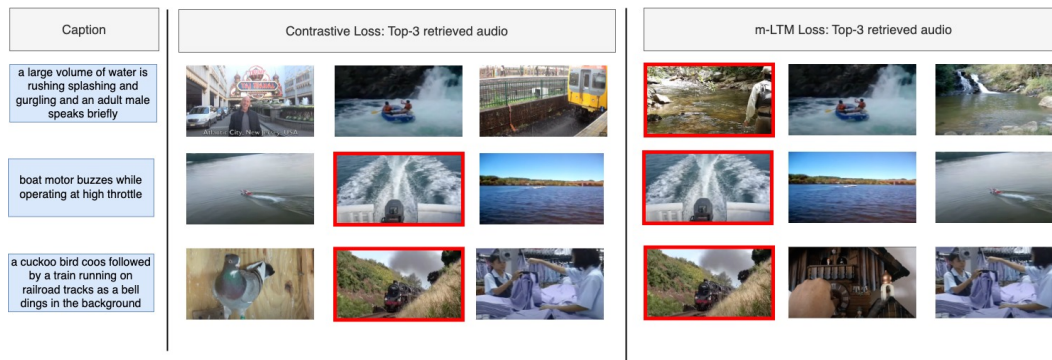 Caption
Contrastive Loss: Top-3 retrieved audio
m-LTM Loss: Top-3 retrieved audio
a large volume of water is
rushing splashing and
gurgling and an adult male
speaks briefly
Atlantic City, New Jersey, USA
boat motor buzzes while
operating at high throttle
a cuckoo bird coos followed
by a train running on
railroad tracks as a bell
dings in the background